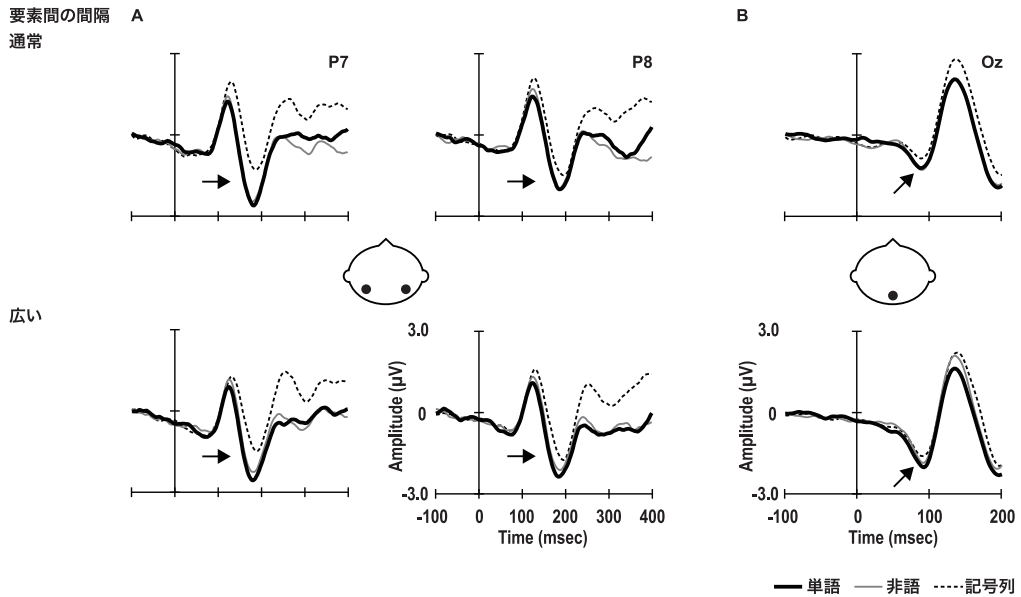 要素間の間隔 A B
通常
P7 P8 Oz
広い
3.0 3.0
Amplitude (μV) Amplitude (μV)
0 0
-3.0 -3.0
-100 0 100 200 300 400 -100 0 100 200
Time (msec) Time (msec)
単語 非語 記号列